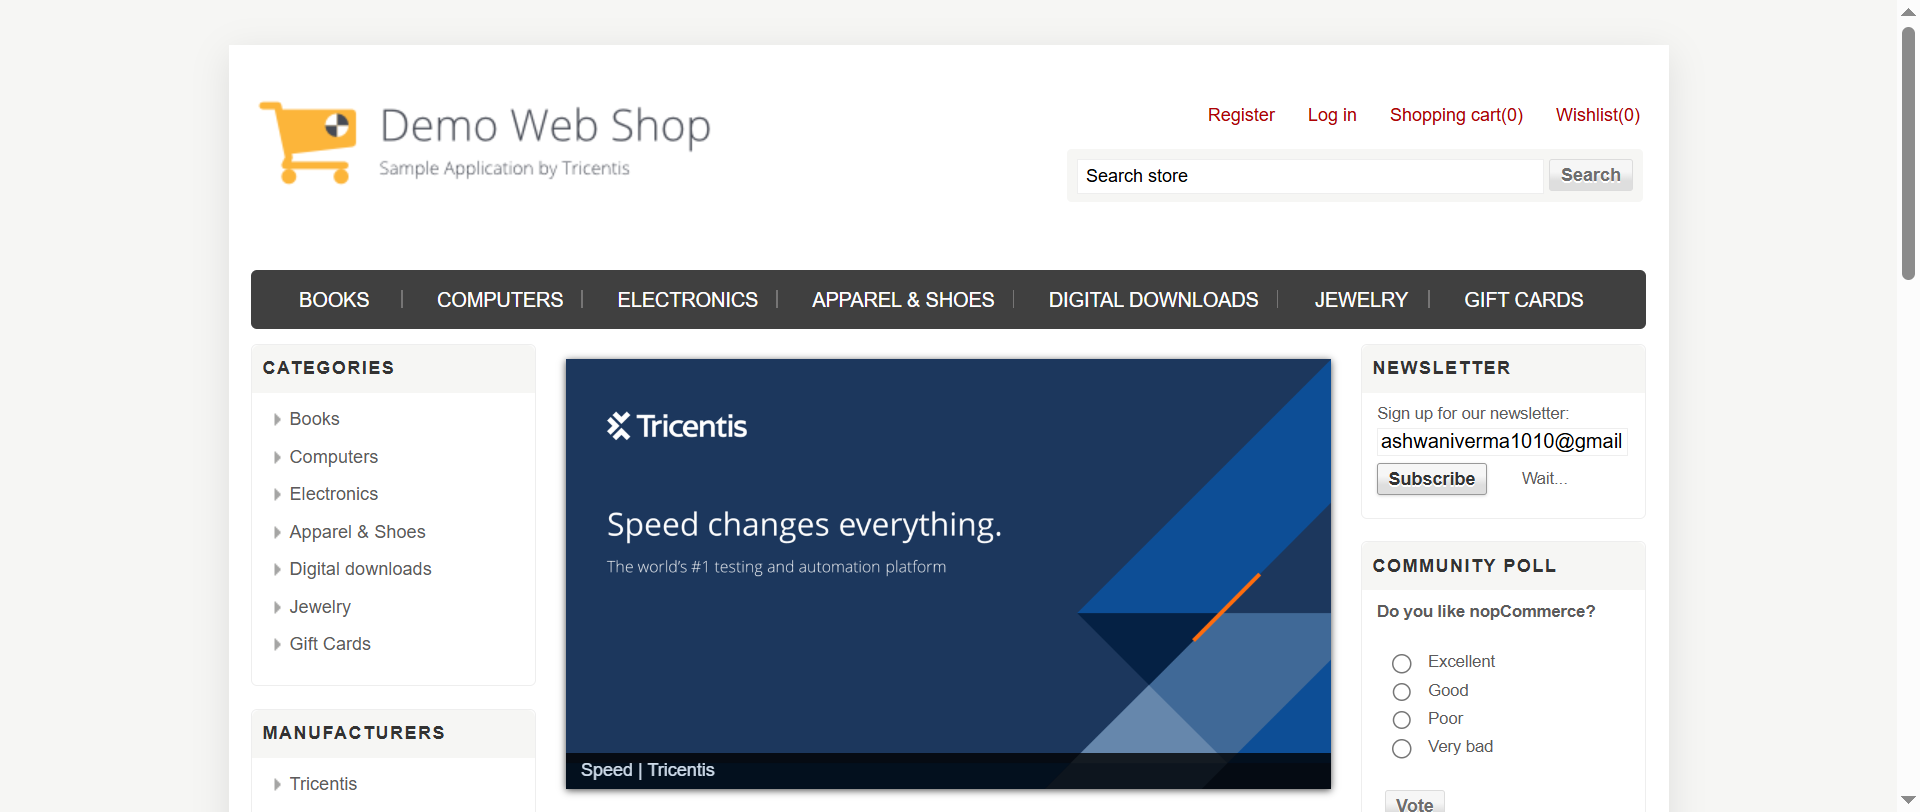 Demo Web Shop
Sample Application by Tricentis
Register Log in Shopping cart(0) Wishlist(0)
Search store Search
BOOKS COMPUTERS ELECTRONICS APPAREL & SHOES DIGITAL DOWNLOADS JEWELRY GIFT CARDS
CATEGORIES
Books
Computers
Electronics
Apparel & Shoes
Digital downloads
Jewelry
Gift Cards
MANUFACTURERS
Tricentis
Tricentis
Speed changes everything.
The world's #1 testing and automation platform
Speed | Tricentis
NEWSLETTER
Sign up for our newsletter:
ashwaniverma1010@gmail
Subscribe Wait...
COMMUNITY POLL
Do you like nopCommerce?
Excellent
Good
Poor
Very bad
Vote